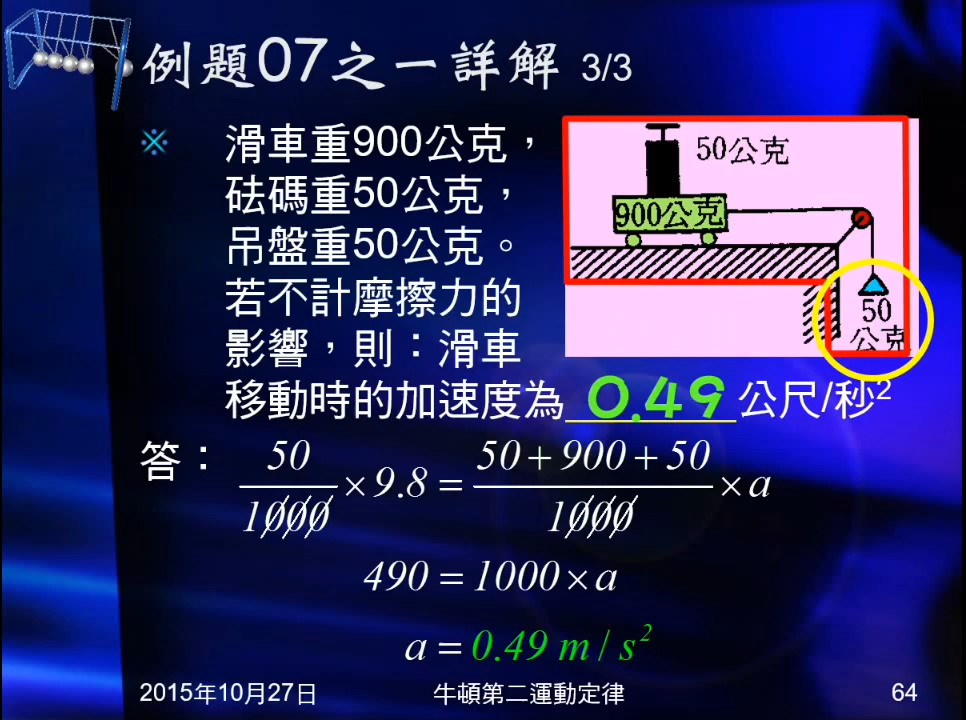 例題07之一詳解 3/3
※ 滑車重900公克，
砝碼重50公克，
吊盤重50公克。
若不計摩擦力的
影響，則：滑車
移動時的加速度為 0.49 公尺/秒²
50公克
900公克
50
公克
答：
50/1000 × 9.8 = (50 + 900 + 50)/1000 × a
490 = 1000 × a
a = 0.49 m / s²
2015年10月27日
牛頓第二運動定律
64